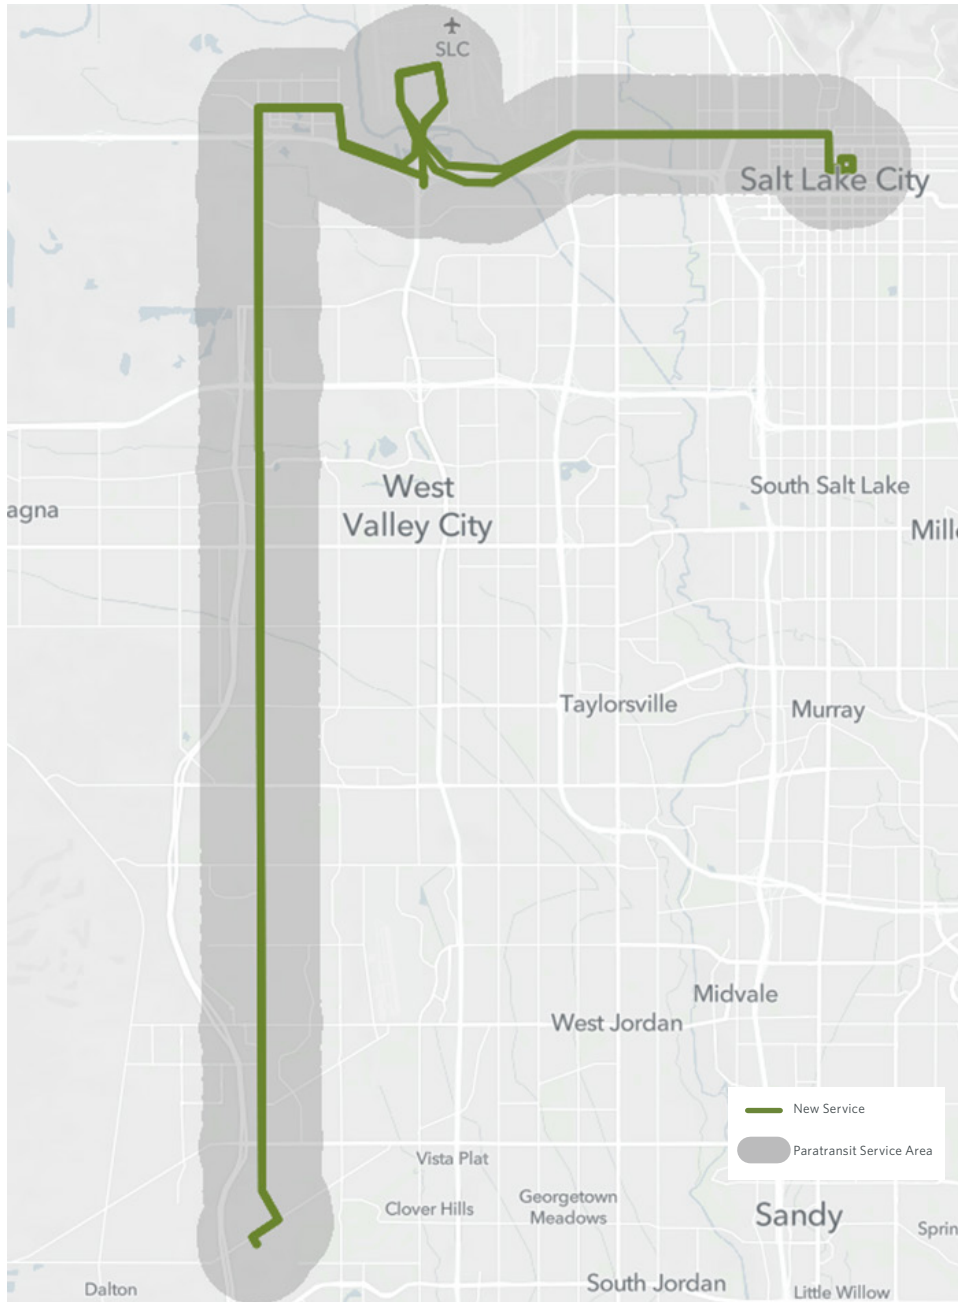 SLC
Salt Lake City
West
Valley City
South Salt Lake
agna
Mill
Taylorsville
Murray
Midvale
West Jordan
New Service
Paratransit Service Area
Vista Plat
Clover Hills
Georgetown
Meadows
Sandy
Sprin
South Jordan
Dalton
Little Willow